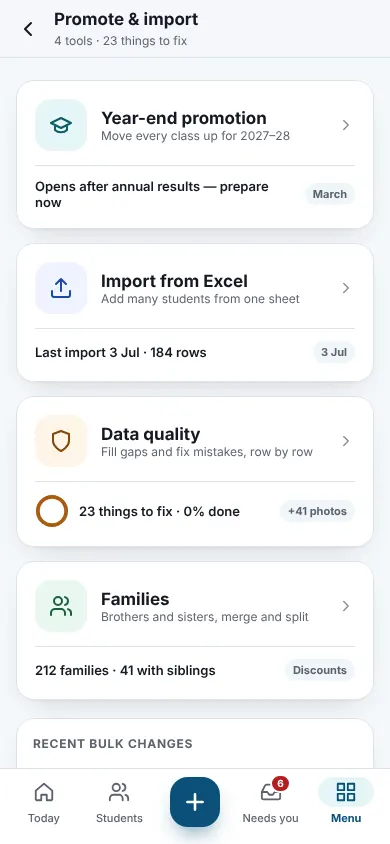 Promote & import
4 tools · 23 things to fix
Year-end promotion
Move every class up for 2027–28
Opens after annual results — prepare
now
March
Import from Excel
Add many students from one sheet
Last import 3 Jul · 184 rows
3 Jul
Data quality
Fill gaps and fix mistakes, row by row
23 things to fix · 0% done
+41 photos
Families
Brothers and sisters, merge and split
212 families · 41 with siblings
Discounts
RECENT BULK CHANGES
6
Today
Students
Needs you
Menu